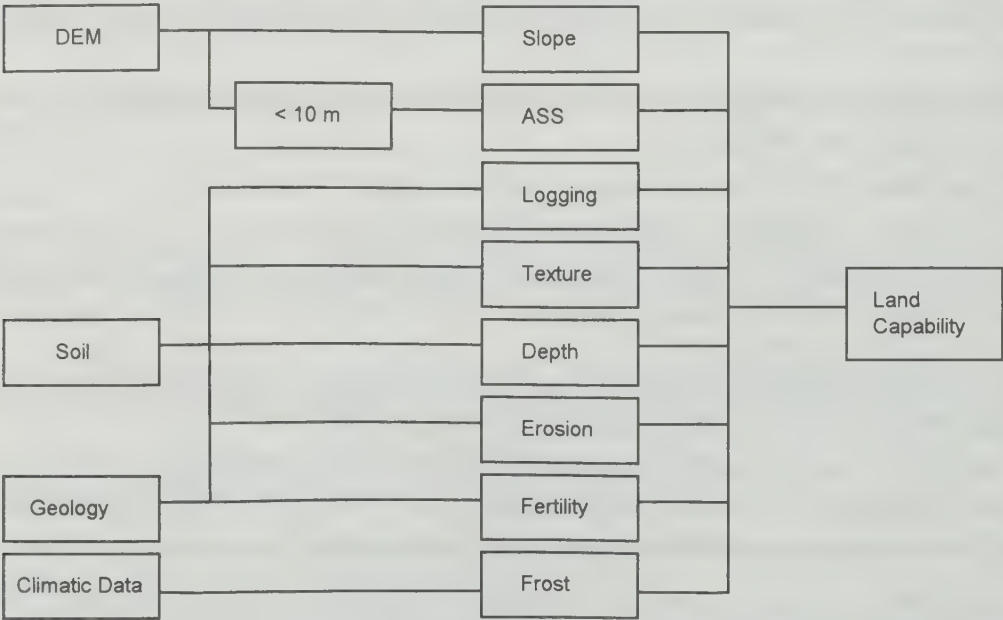 DEM
Slope
< 10 m
ASS
Logging
Texture
Land
Capability
Soil
Depth
Erosion
Geology
Fertility
Climatic Data
Frost